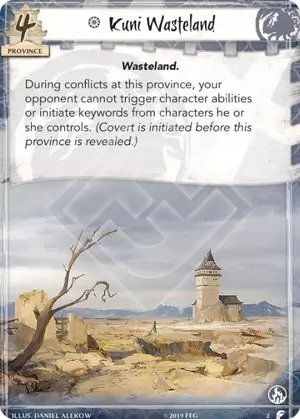 4
PROVINCE
Kuni Wasteland
Wasteland.
During conflicts at this province, your
opponent cannot trigger character abilities
or initiate keywords from characters he or
she controls. (Covert is initiated before this
province is revealed.)
ILLUS. DANIEL ALEKOW
© 2019 FFG
2